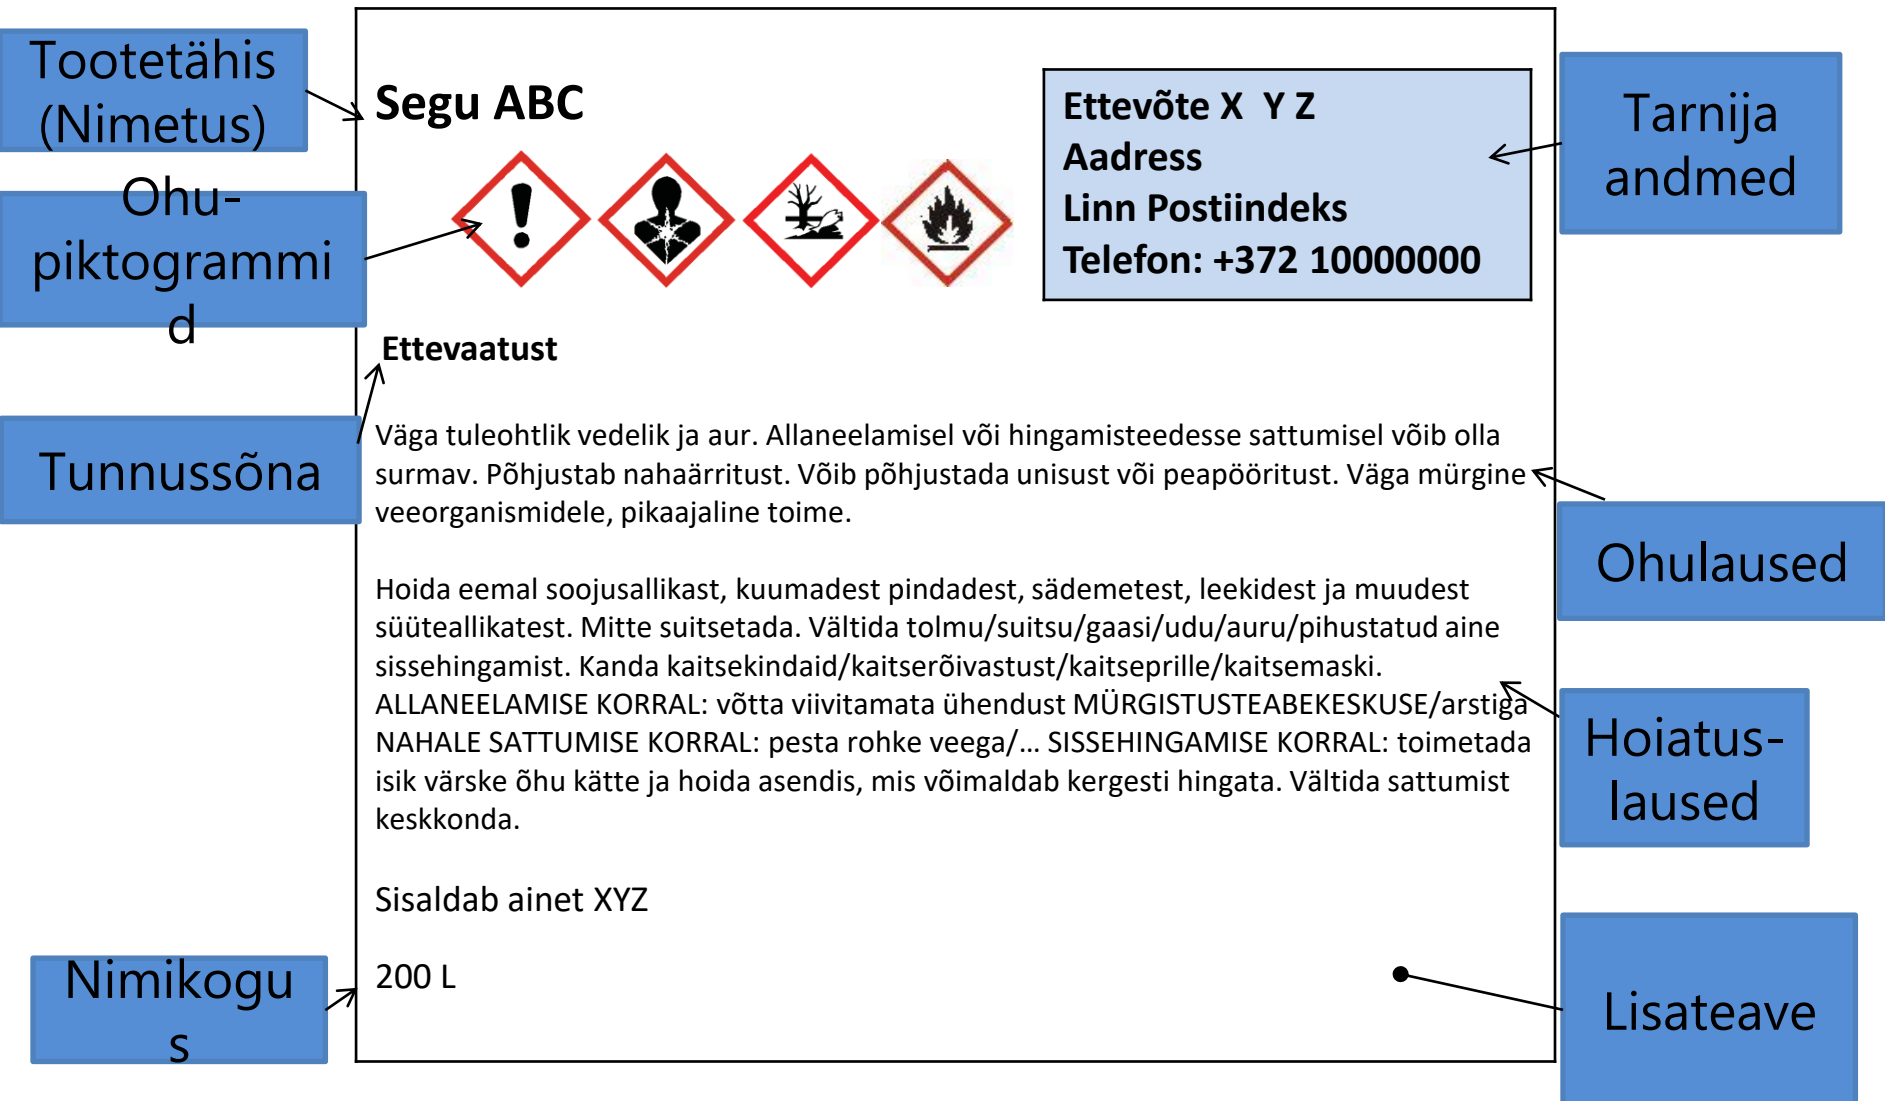 Tootetähis
(Nimetus)
Ohu-
piktogrammi
d
Tunnussõna
Nimikogu
s
Segu ABC
Ettevõte X  Y Z
Aadress
Linn Postiindeks
Telefon: +372 10000000
Ettevaatust
Väga tuleohtlik vedelik ja aur. Allaneelamisel või hingamisteedesse sattumisel võib olla
surmav. Põhjustab nahaärritust. Võib põhjustada unisust või peapööritust. Väga mürgine
veeorganismidele, pikaajaline toime.
Hoida eemal soojusallikast, kuumadest pindadest, sädemetest, leekidest ja muudest
süüteallikatest. Mitte suitsetada. Vältida tolmu/suitsu/gaasi/udu/auru/pihustatud aine
sissehingamist. Kanda kaitsekindaid/kaitserõivastust/kaitseprille/kaitsemaski.
ALLANEELAMISE KORRAL: võtta viivitamata ühendust MÜRGISTUSTEABEKESKUSE/arstiga
NAHALE SATTUMISE KORRAL: pesta rohke veega/... SISSEHINGAMISE KORRAL: toimetada
isik värske õhu kätte ja hoida asendis, mis võimaldab kergesti hingata. Vältida sattumist
keskkonda.
Sisaldab ainet XYZ
200 L
Tarnija
andmed
Ohulaused
Hoiatus-
laused
Lisateave